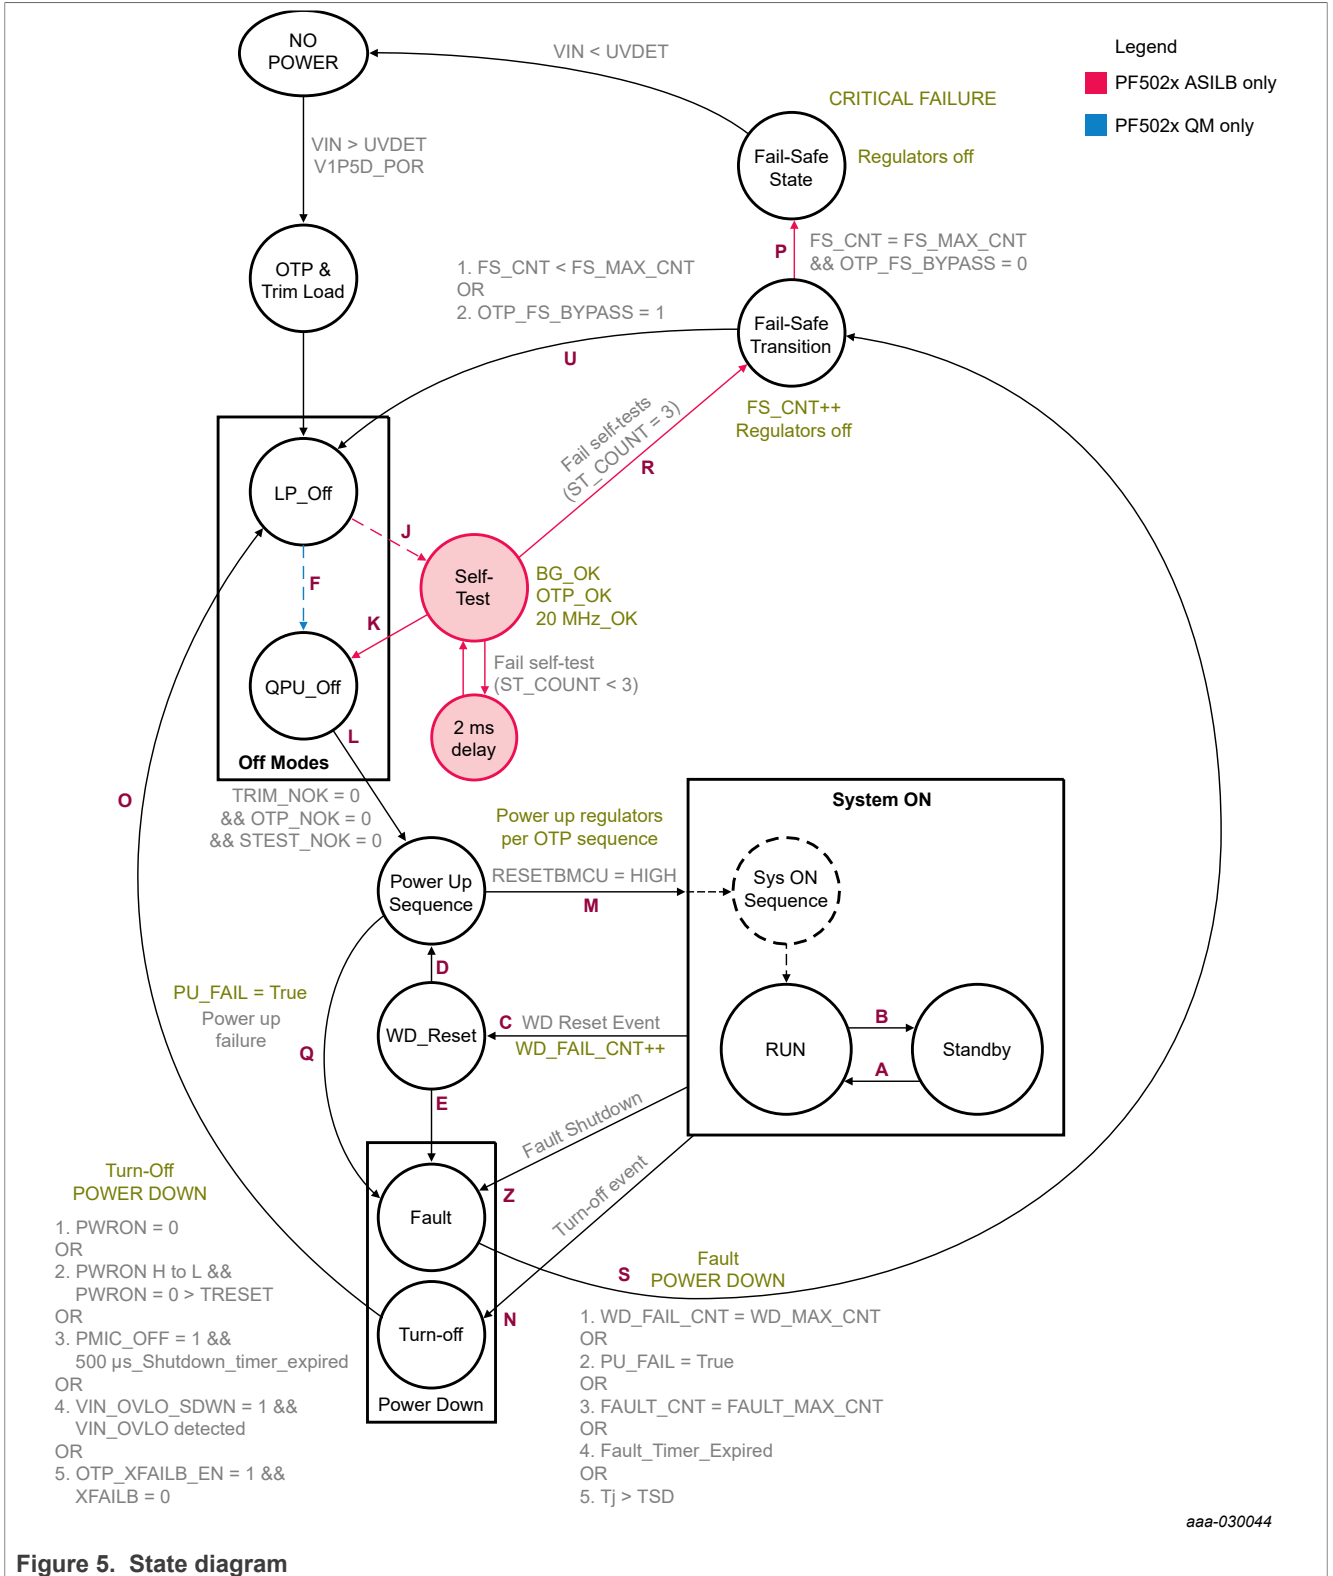 NO
POWER
VIN < UVDET
Legend
PF502x ASILB only
PF502x QM only
CRITICAL FAILURE
Fail-Safe
State
Regulators off
VIN > UVDET
V1P5D_POR
P
FS_CNT = FS_MAX_CNT
&& OTP_FS_BYPASS = 0
OTP &
Trim Load
1. FS_CNT < FS_MAX_CNT
OR
2. OTP_FS_BYPASS = 1
Fail-Safe
Transition
U
FS_CNT++
Regulators off
Fail self-tests
(ST_COUNT = 3)
R
LP_Off
J
F
Self-
Test
BG_OK
OTP_OK
20 MHz_OK
K
Fail self-test
(ST_COUNT < 3)
QPU_Off
2 ms
delay
L
Off Modes
TRIM_NOK = 0
&& OTP_NOK = 0
&& STEST_NOK = 0
O
Power up regulators
per OTP sequence
System ON
Power Up
Sequence
RESETBMCU = HIGH
M
Sys ON
Sequence
D
PU_FAIL = True
Power up
failure
Q
WD_Reset
C
WD Reset Event
WD_FAIL_CNT++
RUN
B
A
Standby
E
Fault Shutdown
Z
Turn-off event
Fault
Turn-Off
POWER DOWN
1. PWRON = 0
OR
2. PWRON H to L &&
PWRON = 0 > TRESET
OR
3. PMIC_OFF = 1 &&
500 µs_Shutdown_timer_expired
OR
4. VIN_OVLO_SDWN = 1 &&
VIN_OVLO detected
OR
5. OTP_XFAILB_EN = 1 &&
XFAILB = 0
Turn-off
N
Power Down
S
Fault
POWER DOWN
1. WD_FAIL_CNT = WD_MAX_CNT
OR
2. PU_FAIL = True
OR
3. FAULT_CNT = FAULT_MAX_CNT
OR
4. Fault_Timer_Expired
OR
5. Tj > TSD
aaa-030044
Figure 5. State diagram